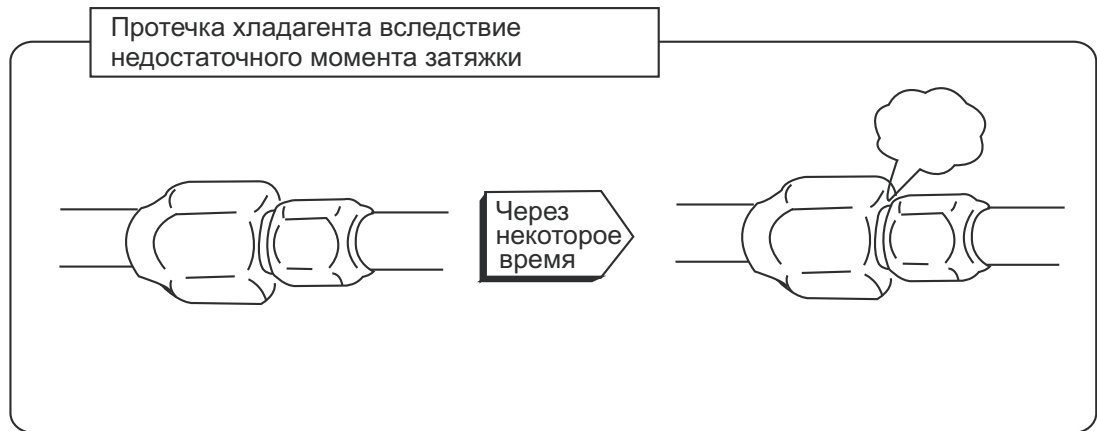 Протечка хладагента вследствие
недостаточного момента затяжки
Через
некоторое
время